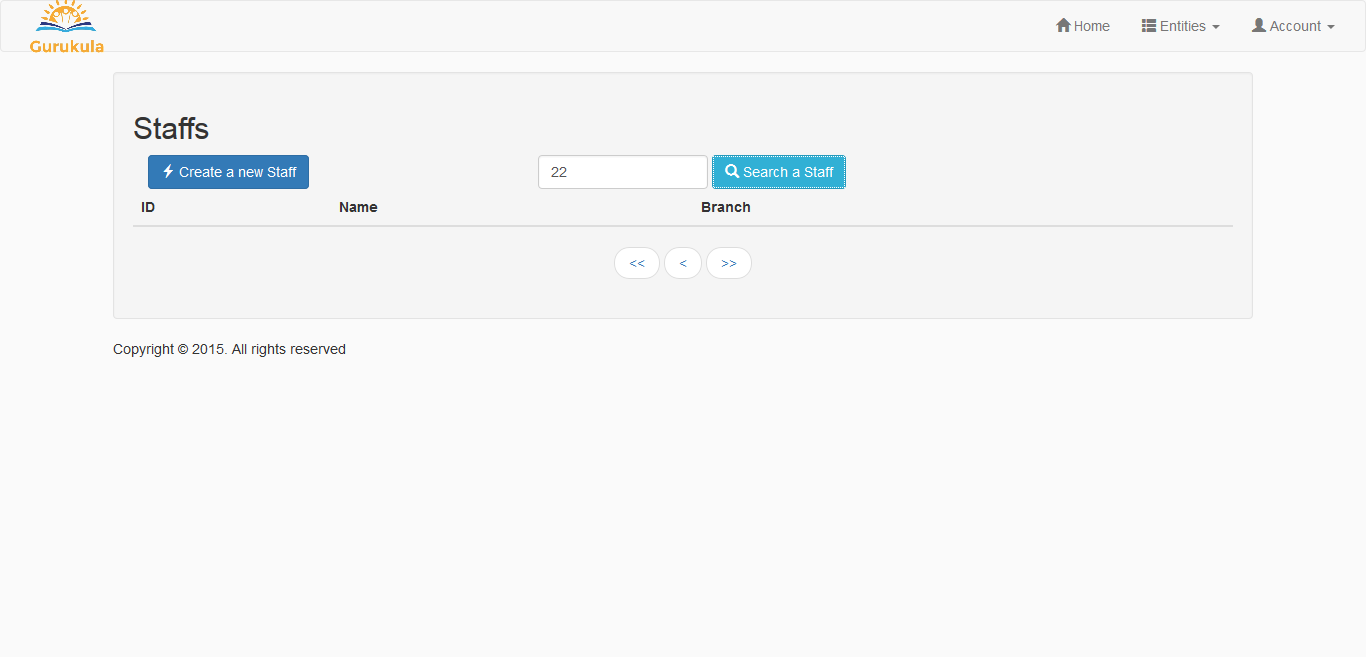 Gurukula
Home Entities Account
Staffs
Create a new Staff 22 Search a Staff
ID Name Branch
<< < >>
Copyright © 2015. All rights reserved